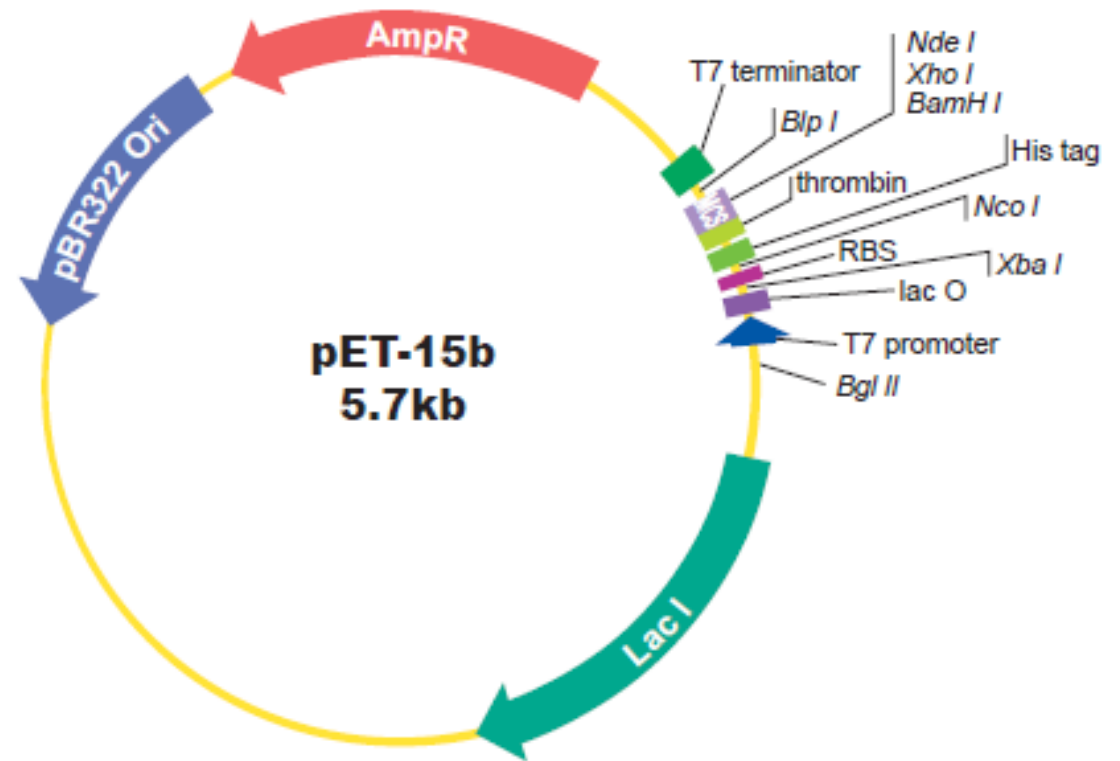 AmpR
pBR322 Ori
T7 terminator
Blp I
Nde I
Xho I
BamH I
His tag
thrombin
Nco I
MCS
RBS
Xba I
lac O
T7 promoter
Bgl II
pET-15b
5.7kb
Lac I